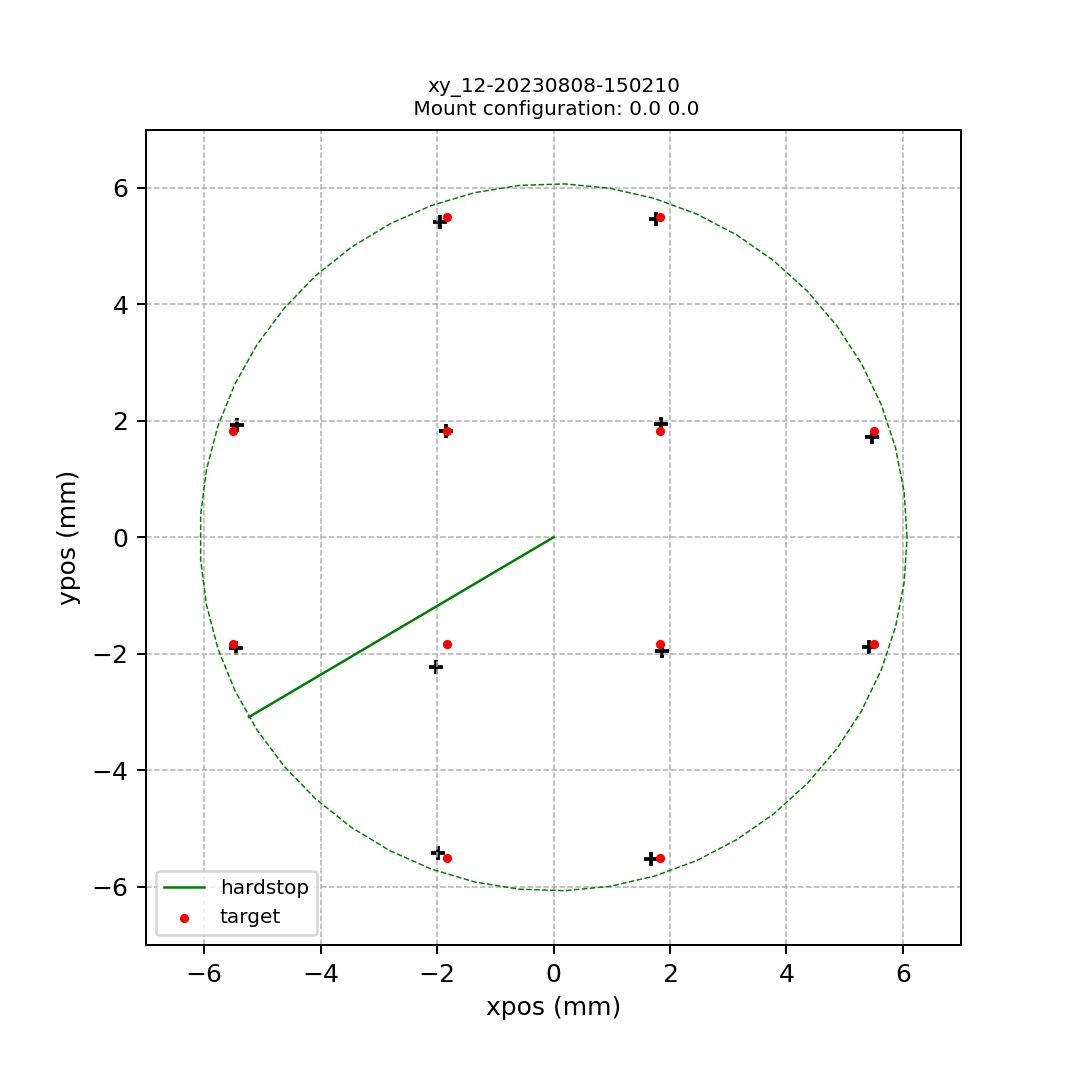 xy_12-20230808-150210
Mount configuration: 0.0 0.0
6
4
2
0
−2
−4
−6
ypos (mm)
hardstop
target
−6 −4 −2 0 2 4 6
xpos (mm)